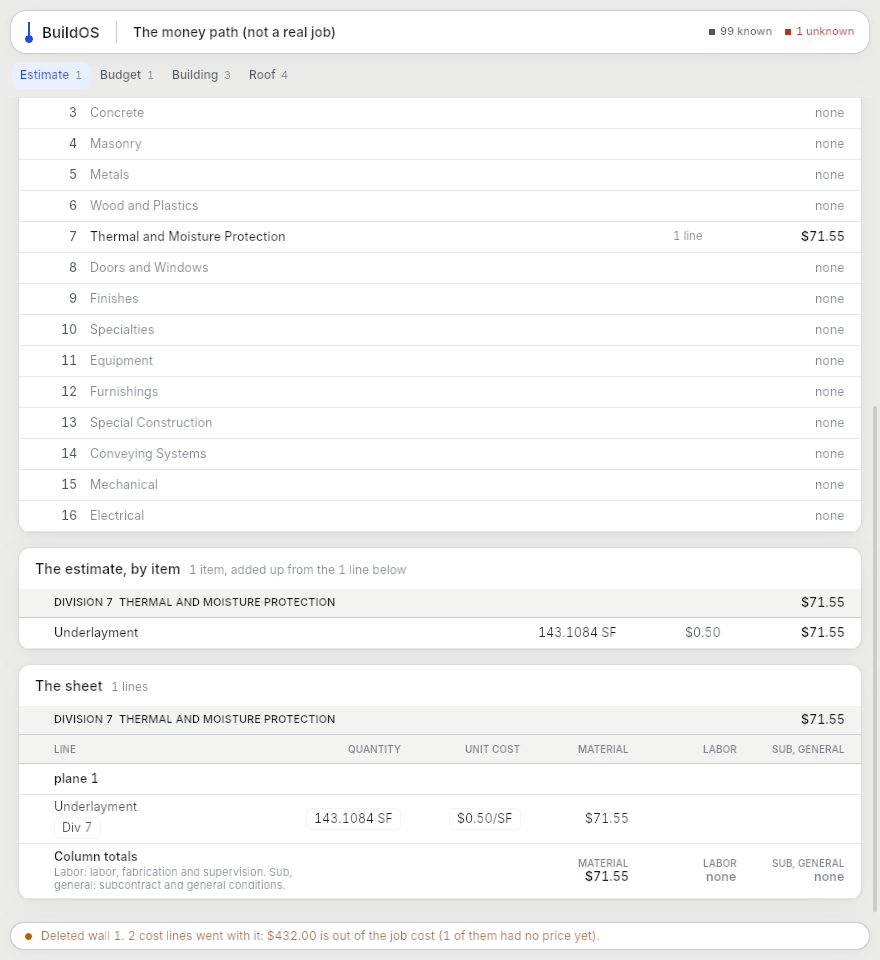 BuildOS The money path (not a real job) 99 known 1 unknown
Estimate 1 Budget 1 Building 3 Roof 4
3 Concrete none
4 Masonry none
5 Metals none
6 Wood and Plastics none
7 Thermal and Moisture Protection 1 line $71.55
8 Doors and Windows none
9 Finishes none
10 Specialties none
11 Equipment none
12 Furnishings none
13 Special Construction none
14 Conveying Systems none
15 Mechanical none
16 Electrical none
The estimate, by item 1 item, added up from the 1 line below
DIVISION 7 THERMAL AND MOISTURE PROTECTION $71.55
Underlayment 143.1084 SF $0.50 $71.55
The sheet 1 lines
DIVISION 7 THERMAL AND MOISTURE PROTECTION $71.55
LINE QUANTITY UNIT COST MATERIAL LABOR SUB, GENERAL
plane 1
Underlayment
Div 7 143.1084 SF $0.50/SF $71.55
Column totals
Labor: labor, fabrication and supervision. Sub,
general: subcontract and general conditions.
MATERIAL LABOR SUB, GENERAL
$71.55 none none
Deleted wall 1. 2 cost lines went with it: $432.00 is out of the job cost (1 of them had no price yet).